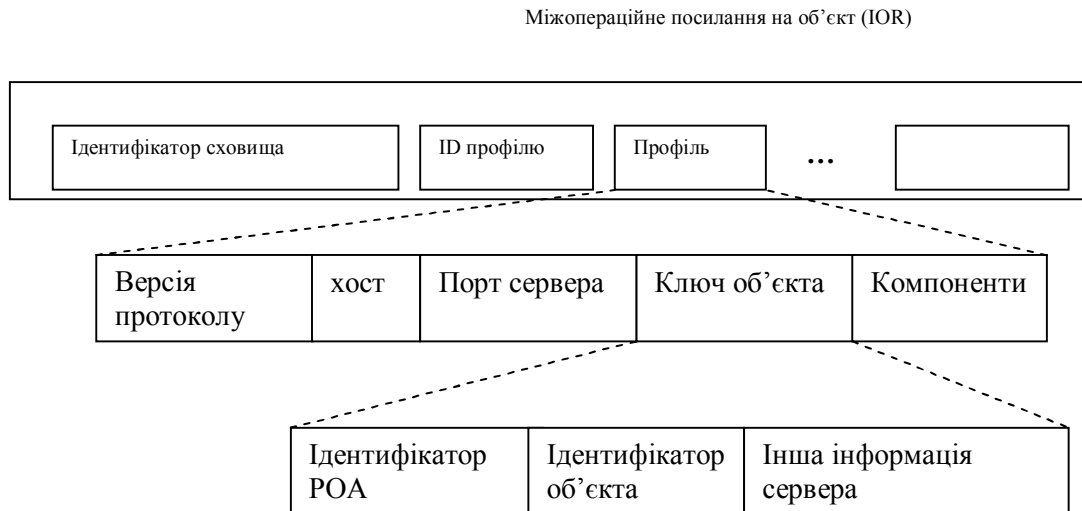 Міжопераційне посилання на об’єкт (IOR)
Ідентифікатор сховища
ID профілю
Профіль
...
Версія
протоколу
хост
Порт сервера
Ключ об’єкта
Компоненти
Ідентифікатор
POA
Ідентифікатор
об’єкта
Інша інформація
сервера